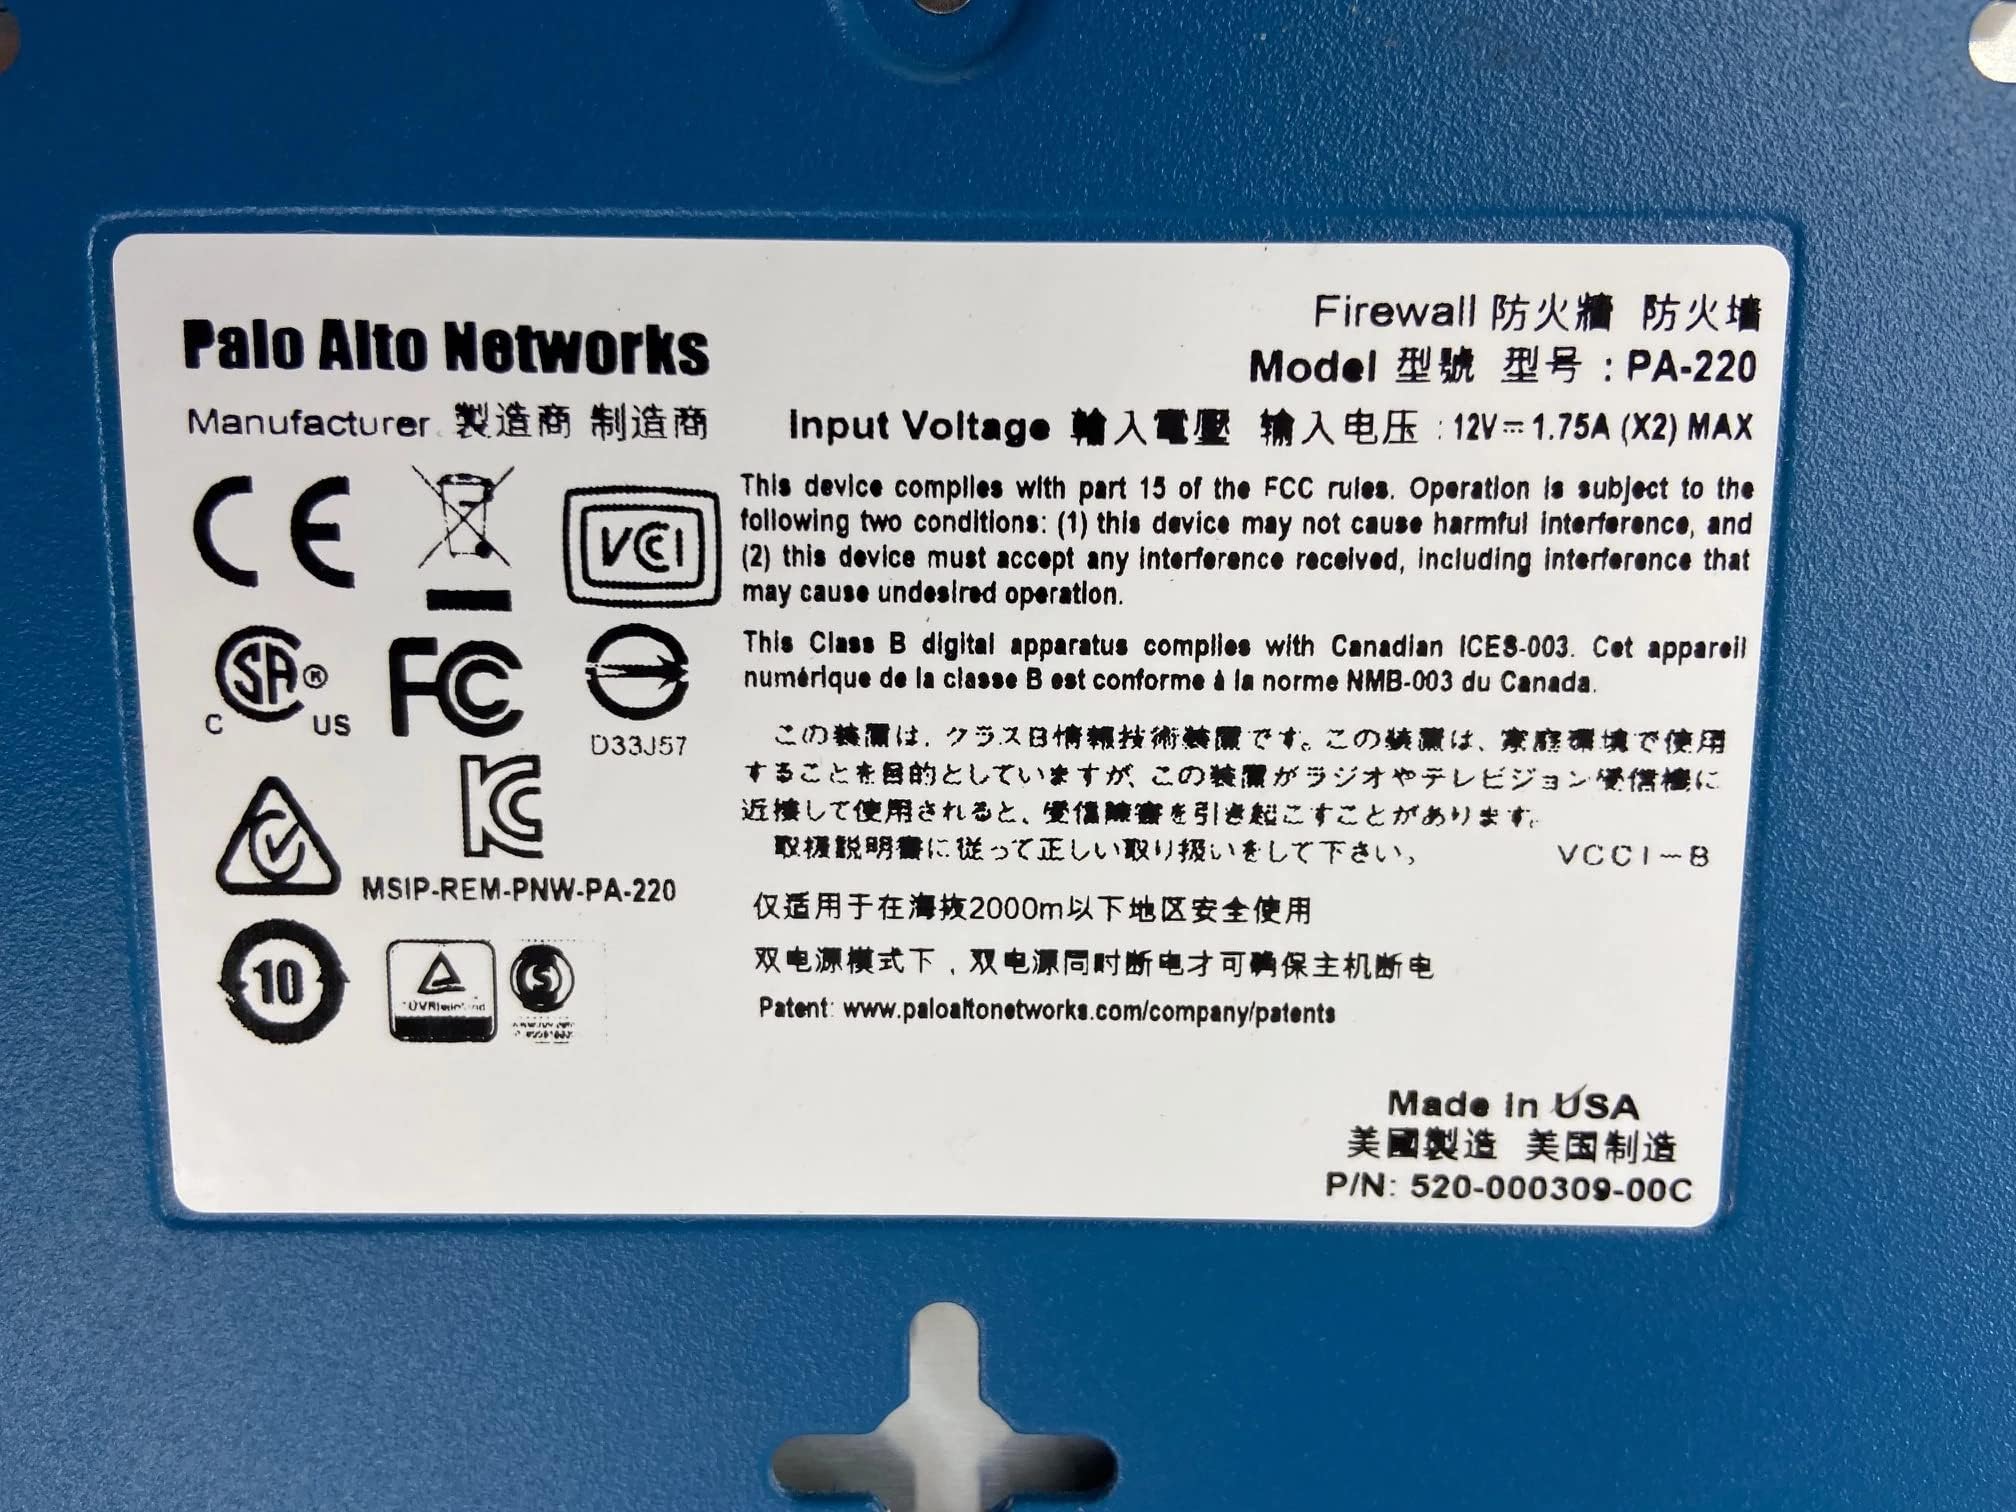 Palo Alto Networks
Manufacturer 製造商 制造商
Firewall 防火牆 防火墙
Model 型號 型号 : PA-220
Input Voltage 輸入電壓 输入电压 : 12V⎓1.75A (X2) MAX
CE
VCCI
This device complies with part 15 of the FCC rules. Operation is subject to the
following two conditions: (1) this device may not cause harmful interference, and
(2) this device must accept any interference received, including interference that
may cause undesired operation.
This Class B digital apparatus complies with Canadian ICES-003. Cet appareil
numérique de la classe B est conforme à la norme NMB-003 du Canada.
SA®
C US
FC
D33J57
KC
MSIP-REM-PNW-PA-220
10
TÜVRheinland
S
この装置は、クラスB情報技術装置です。この装置は、家庭環境で使用
することを目的としていますが、この装置がラジオやテレビジョン受信機に
近接して使用されると、受信障害を引き起こすことがあります。
取扱説明書に従って正しい取り扱いをして下さい。 VCCI-B
仅适用于在海拔2000m以下地区安全使用
双电源模式下，双电源同时断电才可确保主机断电
Patent: www.paloaltonetworks.com/company/patents
Made in USA
美國製造 美国制造
P/N: 520-000309-00C